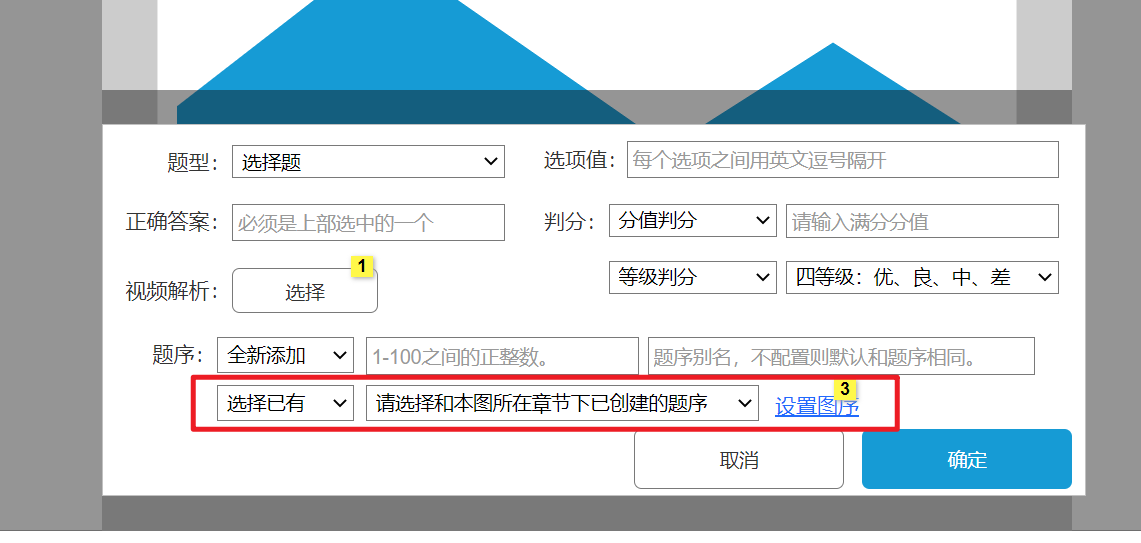 题型： 选择题 选项值： 每个选项之间用英文逗号隔开
正确答案： 必须是上部选中的一个 判分： 分值判分 请输入满分分值
视频解析： 选择 1 等级判分 四等级：优、良、中、差
题序： 全新添加 1-100之间的正整数。 题序别名，不配置则默认和题序相同。
选择已有 请选择和本图所在章节下已创建的题序 设置图序 3
取消 确定